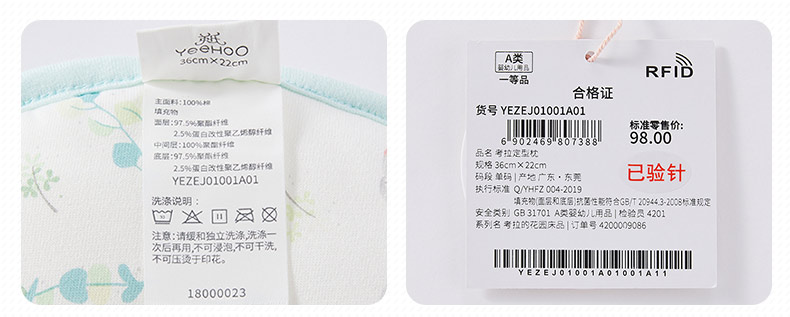 英氏
YeeHOO
36cm×22cm
主面料:100%棉
填充物
面层:97.5%聚酯纤维
2.5%蛋白改性聚乙烯醇纤维
中间层:100%聚酯纤维
底层:97.5%聚酯纤维
2.5%蛋白改性聚乙烯醇纤维
YEZEJ01001A01
洗涤说明:
注意:请缓和独立洗涤,洗涤一
次后再用,不可浸泡,不可干洗,
不可压烫于印花。
18000023
A类
婴幼儿用品
一等品
RFID
合格证
货号 YEZEJ01001A01
6 902469 807388
标准零售价:
98.00
品名 考拉定型枕
规格 36cm×22cm
码段 单码 | 产地 广东·东莞
已验针
执行标准 Q/YHFZ 004-2019
填充物(面层和底层)抗菌性能符合GB/T 20944.3-2008标准规定
安全类别 GB 31701 A类婴幼儿用品 | 检验员 4201
系列名 考拉的花园床品 | 订单号 4200009086
YEZEJ01001A01001A11